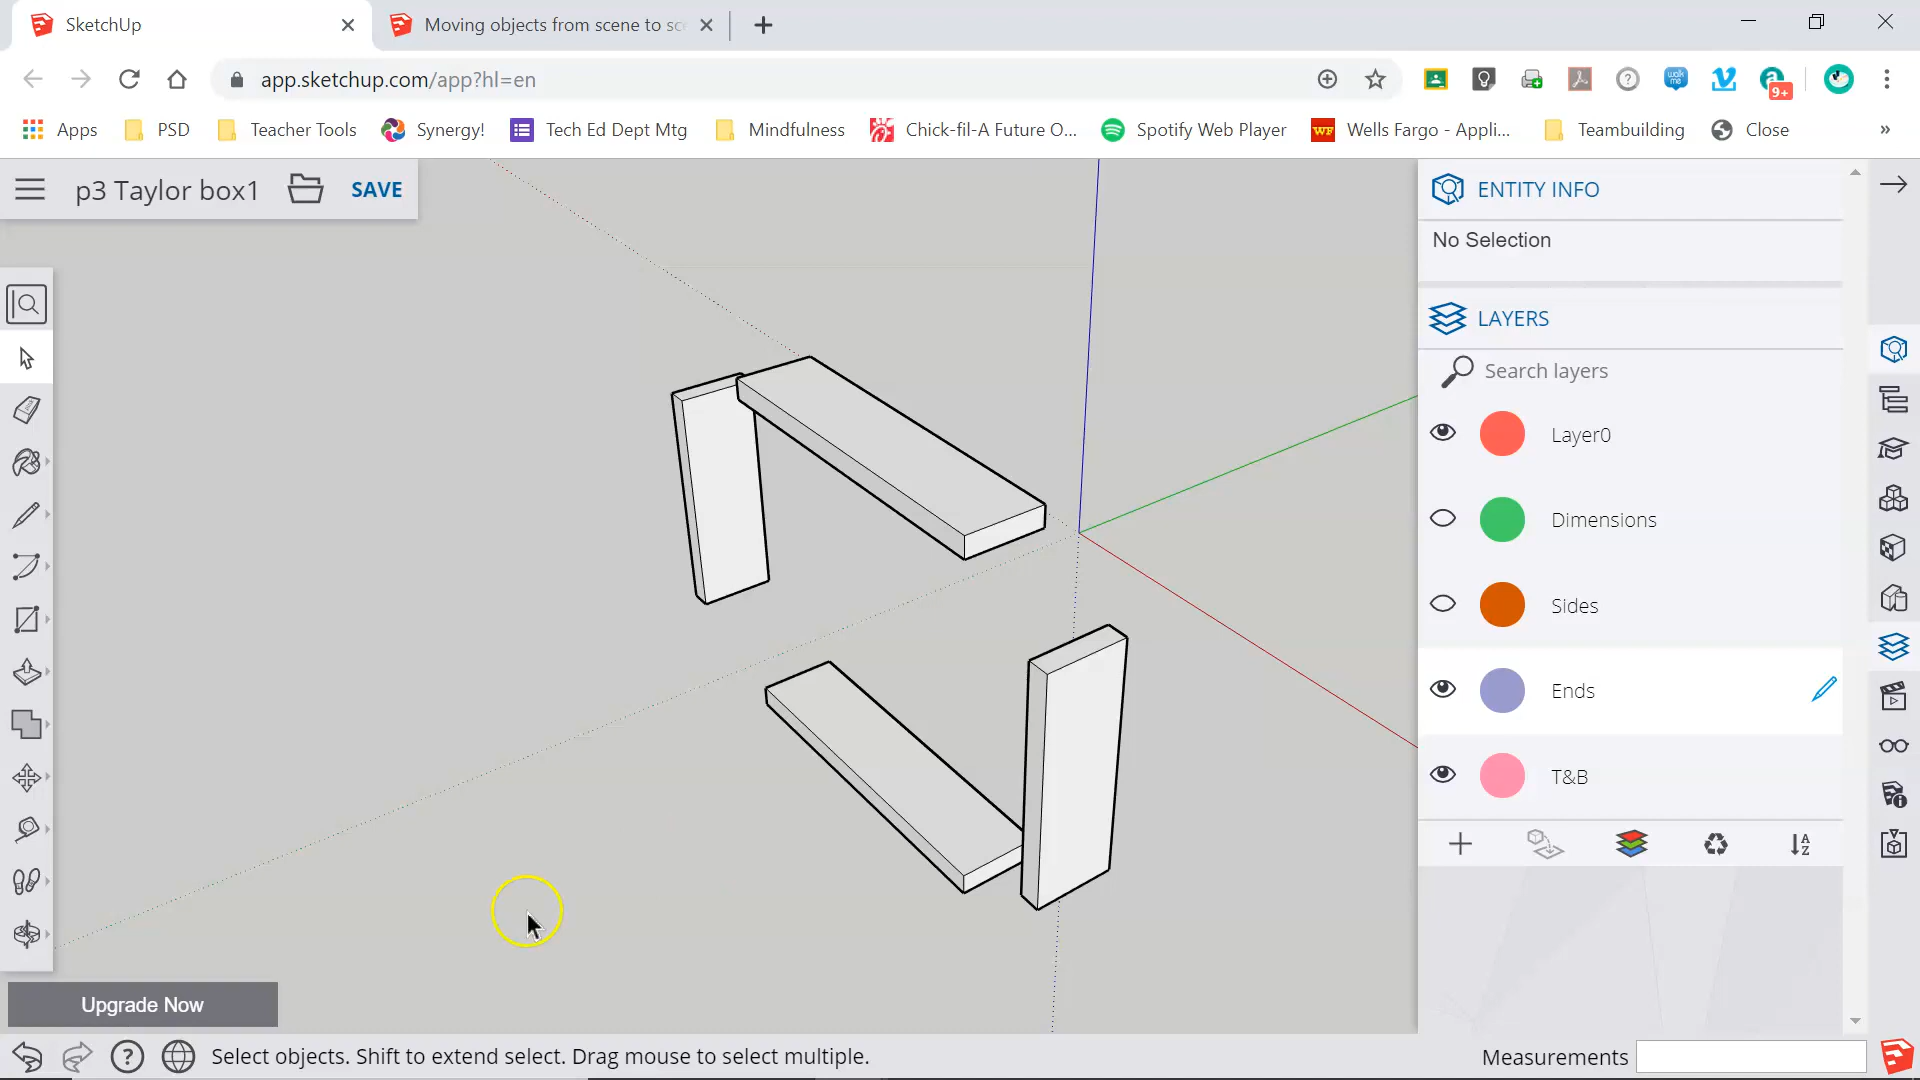 SketchUp
Moving objects from scene to sc
app.sketchup.com/app?hl=en
9+
Apps
PSD
Teacher Tools
Synergy!
Tech Ed Dept Mtg
Mindfulness
Chick-fil-A Future O...
Spotify Web Player
WF
Wells Fargo - Appli...
Teambuilding
Close
»
p3 Taylor box1
SAVE
ENTITY INFO
No Selection
LAYERS
Search layers
Layer0
Dimensions
Sides
Ends
T&B
A
Z
Upgrade Now
Select objects. Shift to extend select. Drag mouse to select multiple.
Measurements